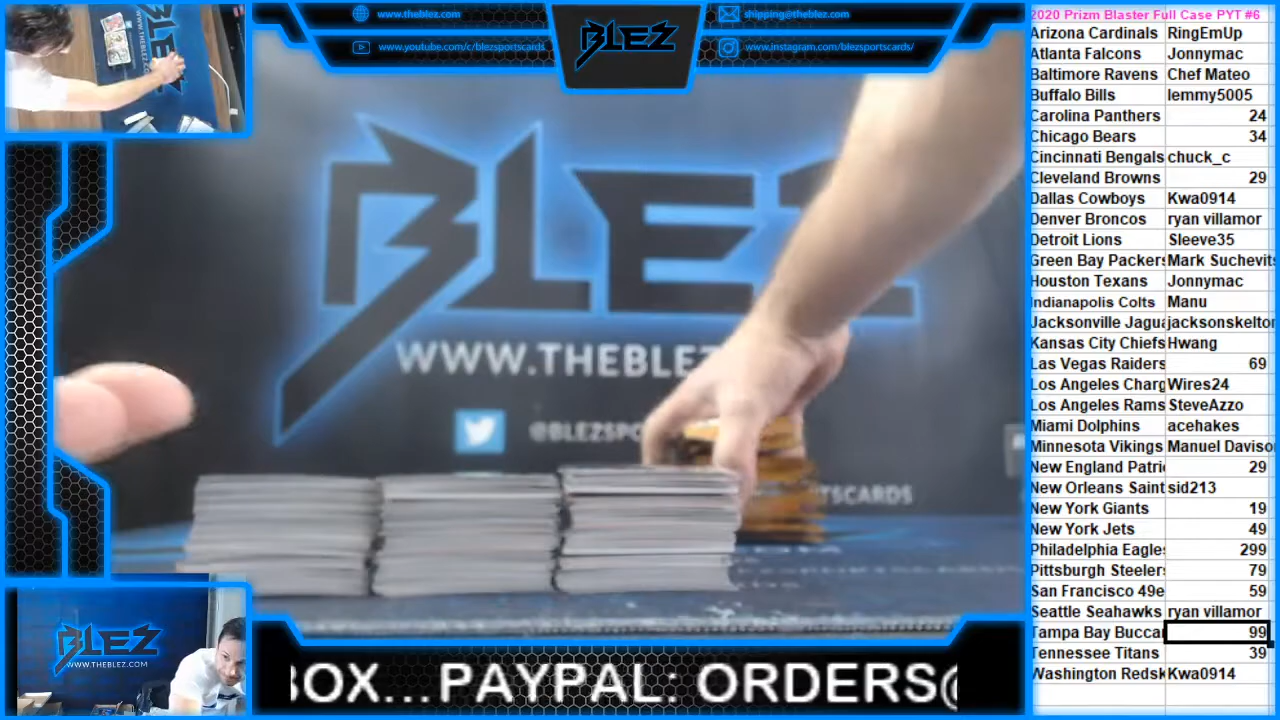 www.theblez.com
www.youtube.com/c/blezsportscards
BLEZ
shipping@theblez.com
www.instagram.com/blezsportscards/
BLEZ
WWW.THEBLEZ
@BLEZSPO
TSCARDS
BLEZ
WWW.THEBLEZ.COM
BOX...PAYPAL: ORDERS@
2020 Prizm Blaster Full Case PYT #6
Arizona Cardinals RingEmUp
Atlanta Falcons Jonnymac
Baltimore Ravens Chef Mateo
Buffalo Bills lemmy5005
Carolina Panthers 24
Chicago Bears 34
Cincinnati Bengals chuck_c
Cleveland Browns 29
Dallas Cowboys Kwa0914
Denver Broncos ryan villamor
Detroit Lions Sleeve35
Green Bay Packers Mark Suchevits
Houston Texans Jonnymac
Indianapolis Colts Manu
Jacksonville Jagua jacksonskelton
Kansas City Chiefs Hwang
Las Vegas Raiders 69
Los Angeles Charg Wires24
Los Angeles Rams SteveAzzo
Miami Dolphins acehakes
Minnesota Vikings Manuel Daviso
New England Patri 29
New Orleans Saint sid213
New York Giants 19
New York Jets 49
Philadelphia Eagles 299
Pittsburgh Steelers 79
San Francisco 49e 59
Seattle Seahawks ryan villamor
Tampa Bay Bucca 99
Tennessee Titans 39
Washington Redsk Kwa0914